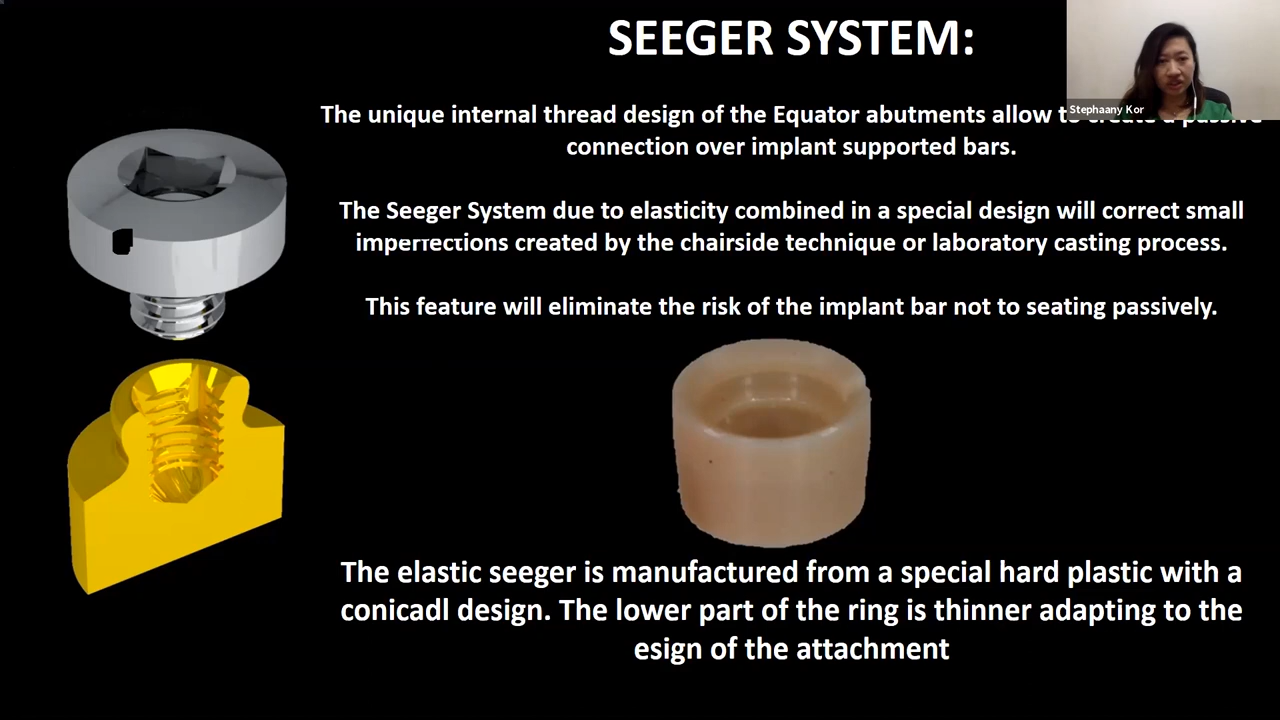 SEEGER SYSTEM:
Stephaany Kor
The unique internal thread design of the Equator abutments allow to create a passive
connection over implant supported bars.
The Seeger System due to elasticity combined in a special design will correct small
imperfections created by the chairside technique or laboratory casting process.
This feature will eliminate the risk of the implant bar not to seating passively.
The elastic seeger is manufactured from a special hard plastic with a
conicadl design. The lower part of the ring is thinner adapting to the
esign of the attachment